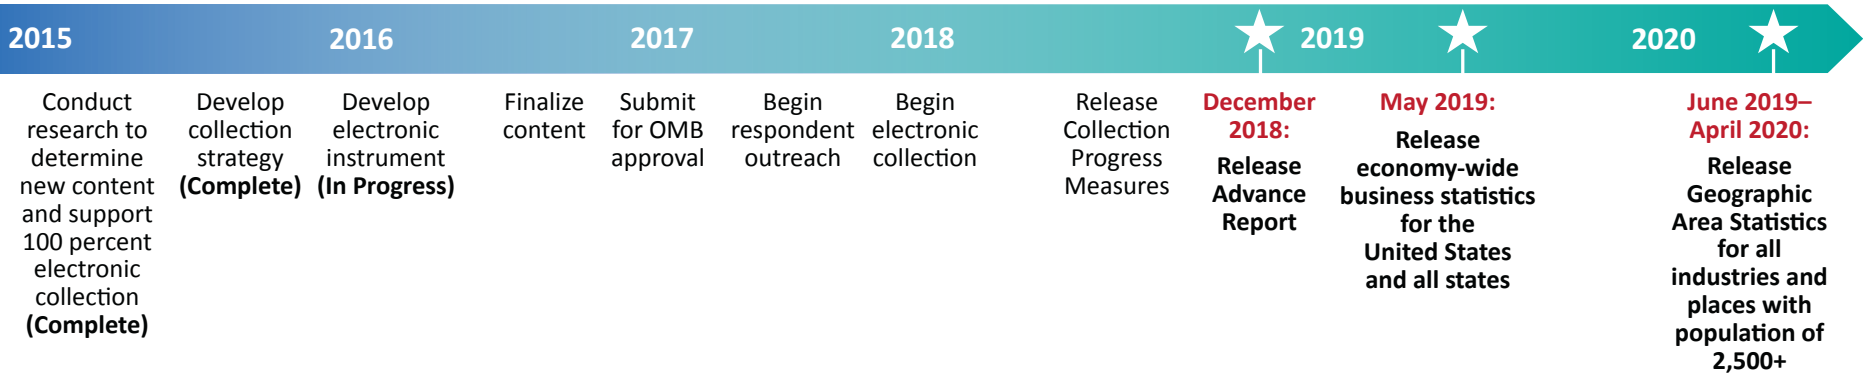 2015
2016
2017
2018
2019
2020
Conduct
research to
determine
new content
and support
100 percent
electronic
collection
(Complete)
Develop
collection
strategy
(Complete)
Develop
electronic
instrument
(In Progress)
Finalize
content
Submit
for OMB
approval
Begin
respondent
outreach
Begin
electronic
collection
Release
Collection
Progress
Measures
December
2018:
Release
Advance
Report
May 2019:
Release
economy-wide
business statistics
for the
United States
and all states
June 2019–
April 2020:
Release
Geographic
Area Statistics
for all
industries and
places with
population of
2,500+